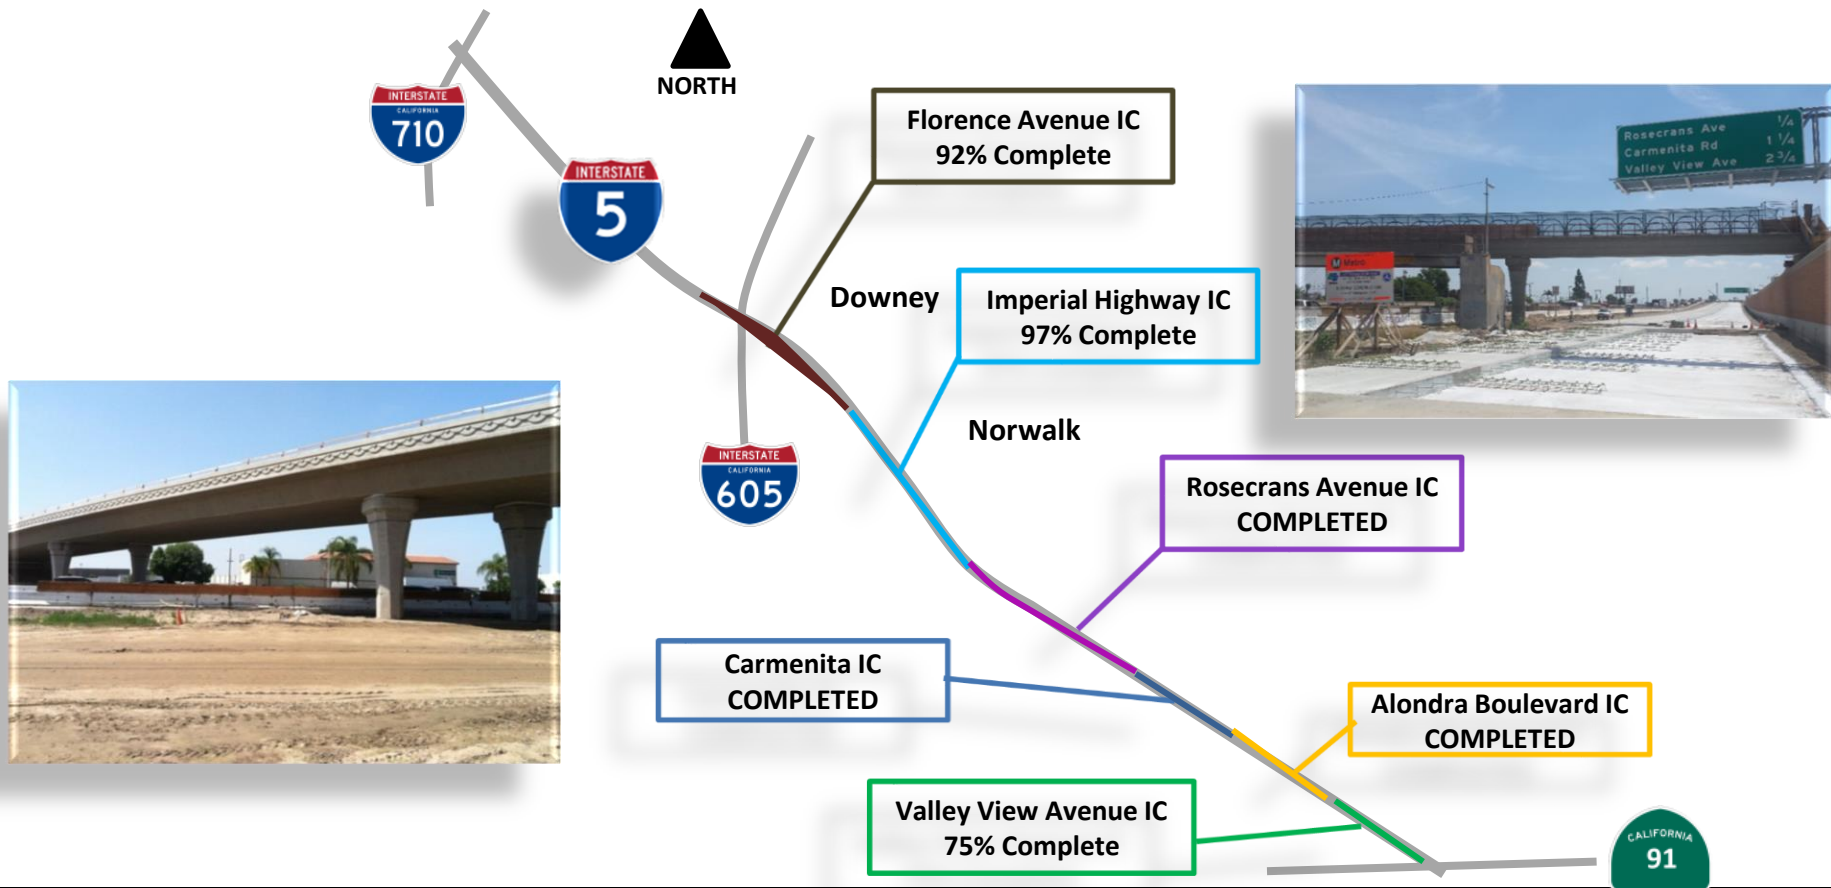 NORTH
INTERSTATE
CALIFORNIA
710
INTERSTATE
5
Florence Avenue IC
92% Complete
Rosecrans Ave 1/4
Carmenita Rd 1 1/4
Valley View Ave 2 3/4
Metro
Downey
Imperial Highway IC
97% Complete
Norwalk
INTERSTATE
CALIFORNIA
605
Rosecrans Avenue IC
COMPLETED
Carmenita IC
COMPLETED
Alondra Boulevard IC
COMPLETED
Valley View Avenue IC
75% Complete
CALIFORNIA
91